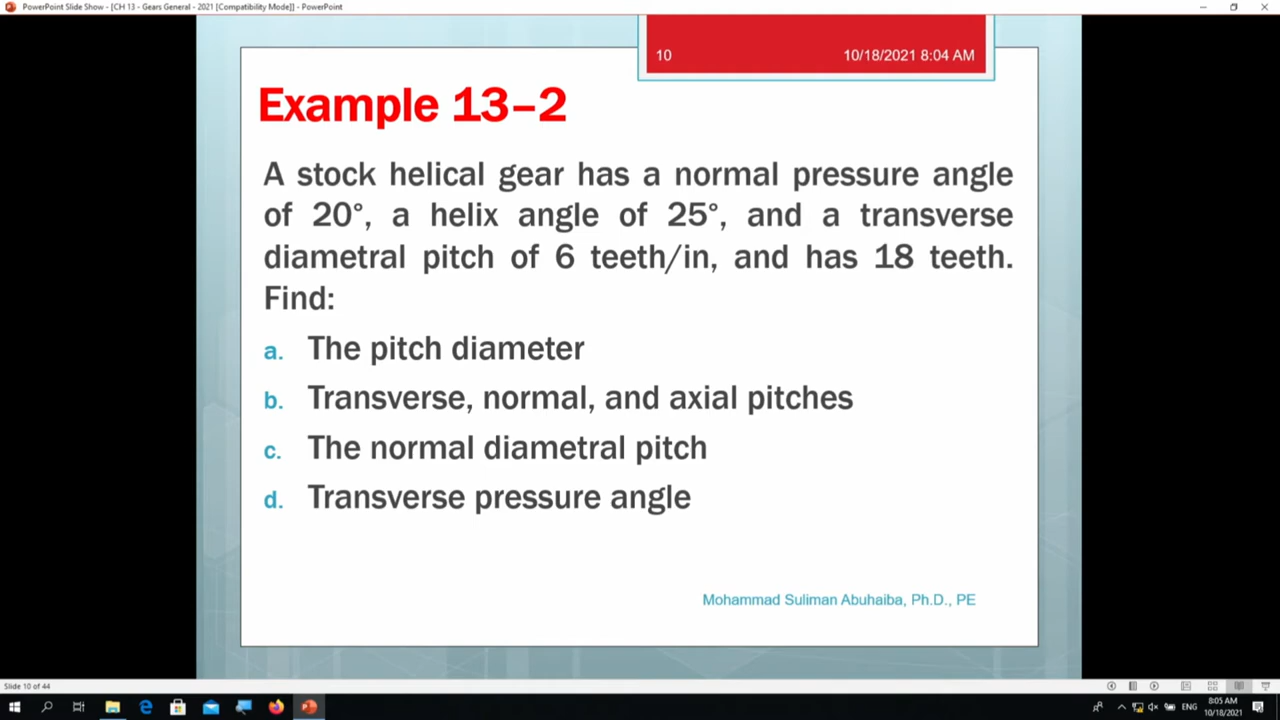 PowerPoint Slide Show - [CH 13 - Gears General - 2021 [Compatibility Mode]] - PowerPoint
10 10/18/2021 8:04 AM
Example 13–2
A stock helical gear has a normal pressure angle
of 20°, a helix angle of 25°, and a transverse
diametral pitch of 6 teeth/in, and has 18 teeth.
Find:
a. The pitch diameter
b. Transverse, normal, and axial pitches
c. The normal diametral pitch
d. Transverse pressure angle
Mohammad Suliman Abuhaiba, Ph.D., PE
Slide 10 of 44
ENG
8:05 AM
10/18/2021